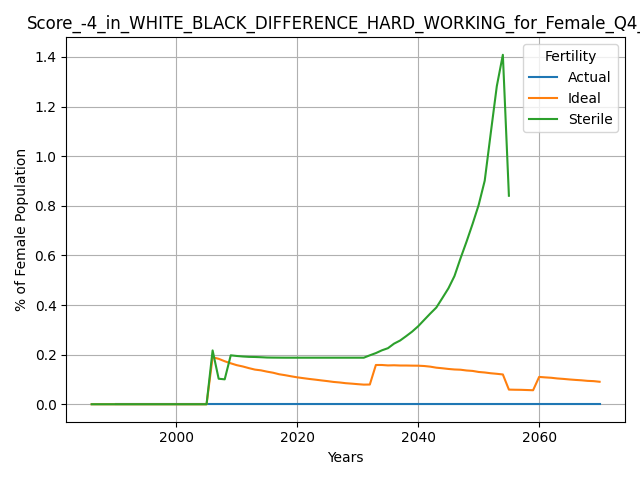 Score_-4_in_WHITE_BLACK_DIFFERENCE_HARD_WORKING_for_Female_Q4_
Fertility
Actual
Ideal
Sterile
% of Female Population
1.4
1.2
1.0
0.8
0.6
0.4
0.2
0.0
2000 2020 2040 2060
Years